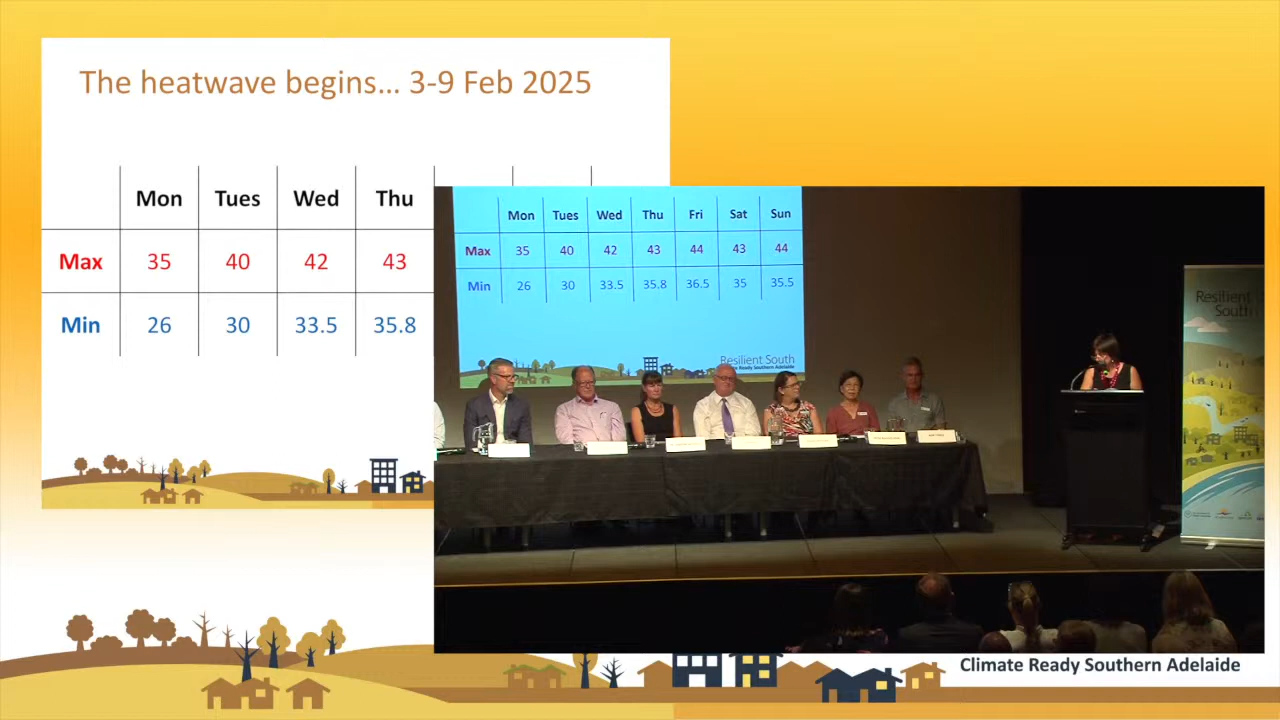 The heatwave begins... 3-9 Feb 2025
Mon Tues Wed Thu
Max 35 40 42 43
Min 26 30 33.5 35.8
Mon Tues Wed Thu Fri Sat Sun
Max 35 40 42 43 44 43 44
Min 26 30 33.5 35.8 36.5 35 35.5
Resilient South
Southern Adelaide
Resilient
South
Climate Ready Southern Adelaide